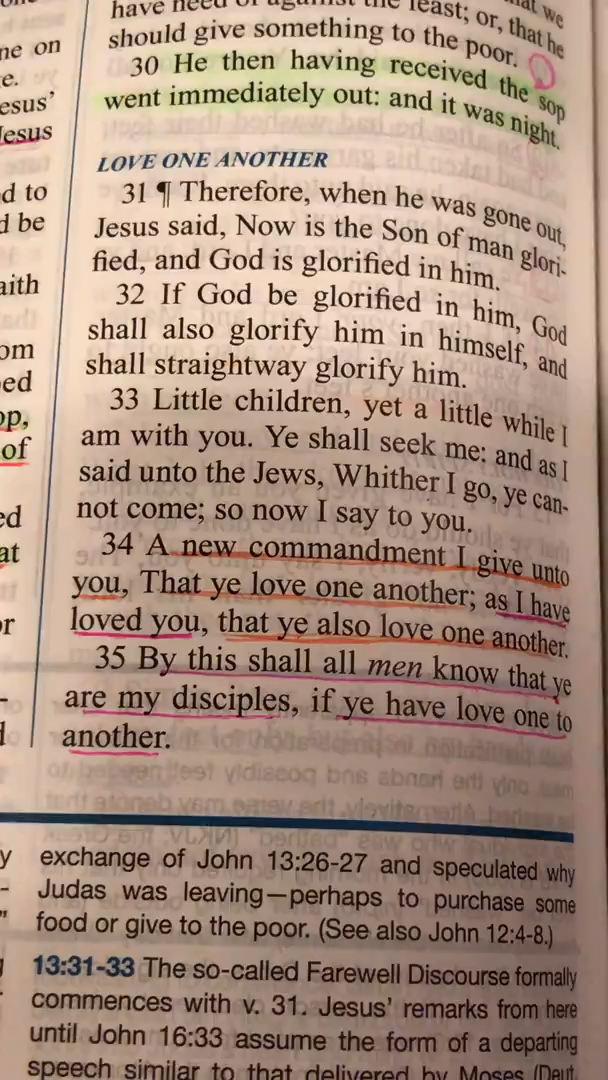 have need of against the least; or, that he
should give something to the poor.
30 He then having received the sop
went immediately out: and it was night.
LOVE ONE ANOTHER
31 ¶ Therefore, when he was gone out,
Jesus said, Now is the Son of man glori-
fied, and God is glorified in him.
32 If God be glorified in him, God
shall also glorify him in himself, and
shall straightway glorify him.
33 Little children, yet a little while I
am with you. Ye shall seek me: and as I
said unto the Jews, Whither I go, ye can-
not come; so now I say to you.
34 A new commandment I give unto
you, That ye love one another; as I have
loved you, that ye also love one another.
35 By this shall all men know that ye
are my disciples, if ye have love one to
another.
exchange of John 13:26-27 and speculated why
Judas was leaving—perhaps to purchase some
food or give to the poor. (See also John 12:4-8.)
13:31-33 The so-called Farewell Discourse formally
commences with v. 31. Jesus' remarks from here
until John 16:33 assume the form of a departing
speech similar to that delivered by Moses (Deut.